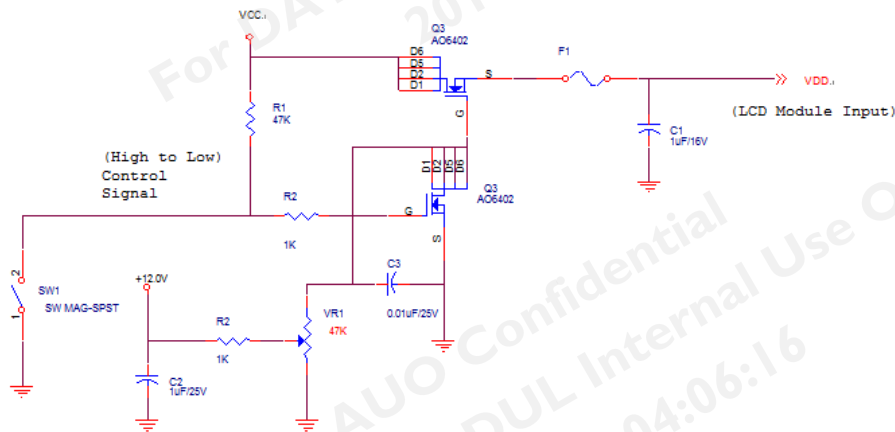 For DA
201
VCC
Q3
AO6402
F1
D6
D5
D2
D1
S
G
VDD
(LCD Module Input)
R1
47K
C1
1uF/16V
(High to Low)
Control
Signal
D1
D2
D5
D6
R2
1K
G
Q3
AO6402
S
2
1
SW1
SW MAG-SPST
+12.0V
C3
0.01uF/25V
R2
1K
VR1
47K
C2
1uF/25V
AUO Confidential
DUL Internal Use O
04:06:16